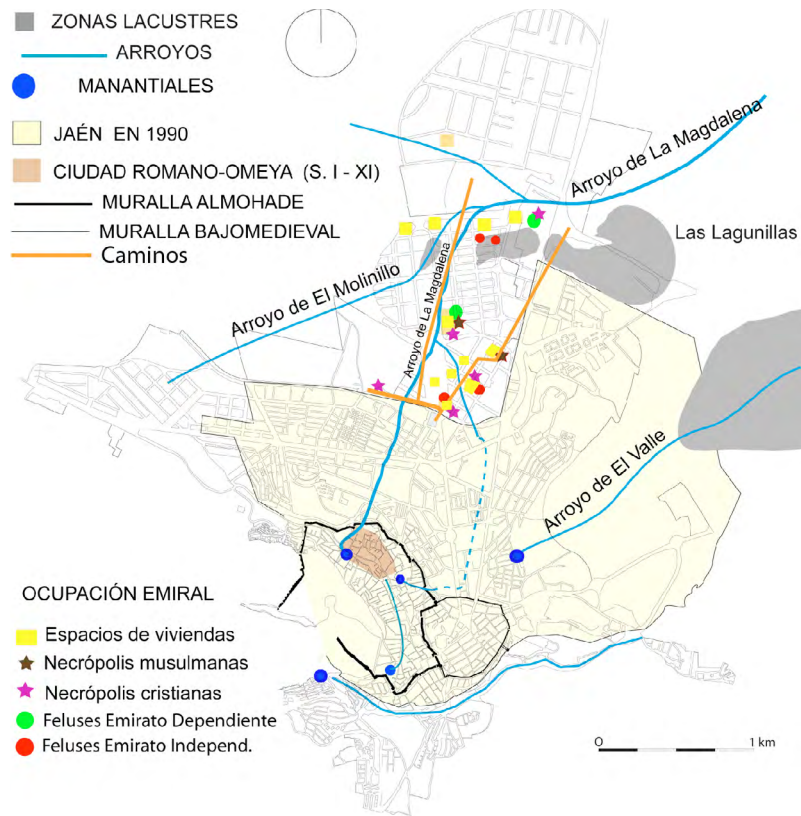 ZONAS LACUSTRES
ARROYOS
MANANTIALES
JAÉN EN 1990
CIUDAD ROMANO-OMEYA (S. I - XI)
MURALLA ALMOHADE
MURALLA BAJOMEDIEVAL
Caminos
Arroyo de La Magdalena
Las Lagunillas
Arroyo de El Molinillo
Arroyo de La Magdalena
Arroyo de El Valle
OCUPACIÓN EMIRAL
Espacios de viviendas
Necrópolis musulmanas
Necrópolis cristianas
Feluses Emirato Dependiente
Feluses Emirato Independ.
O 1 km